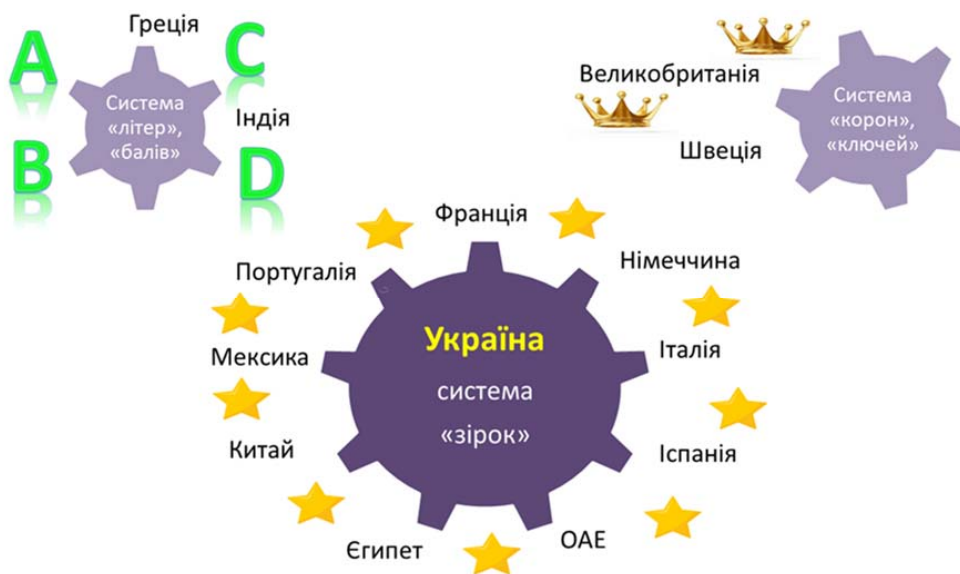 Греція
A
C
Система
«літер»,
«балів»
Індія
B
D
Великобританія
Швеція
Система
«корон»,
«ключей»
Франція
Португалія
Німеччина
Україна
система
«зірок»
Мексика
Італія
Китай
Іспанія
Єгипет
ОАЕ